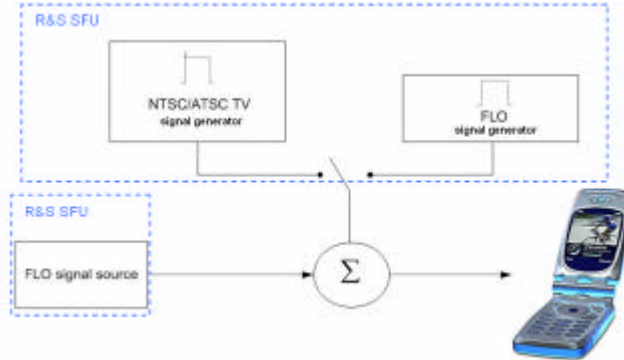 R&S SFU
NTSC/ATSC TV
signal generator
FLO
signal generator
R&S SFU
FLO signal source
Σ